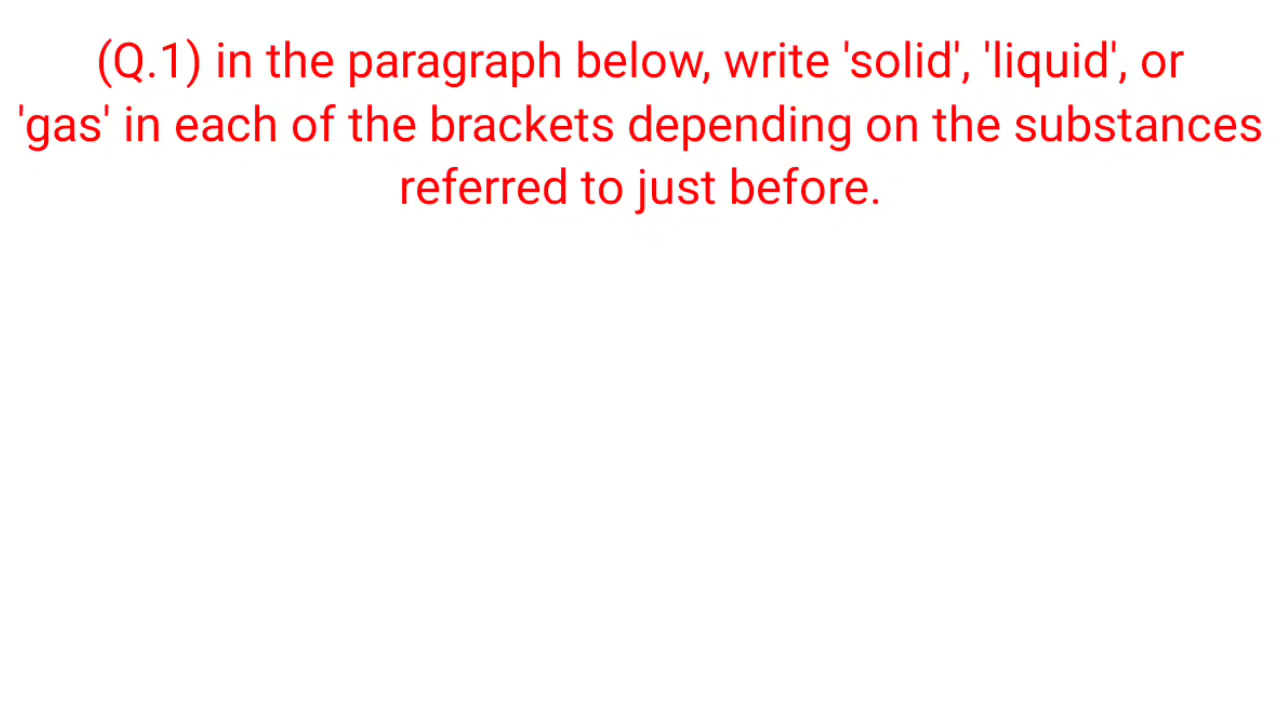 (Q.1) in the paragraph below, write 'solid', 'liquid', or
'gas' in each of the brackets depending on the substances
referred to just before.